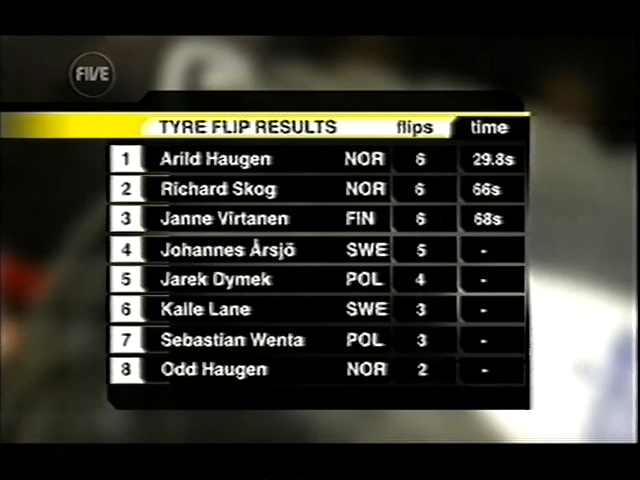 FIVE
TYRE FLIP RESULTS flips time
1 Arild Haugen NOR 6 29.8s
2 Richard Skog NOR 6 66s
3 Janne Virtanen FIN 6 68s
4 Johannes Årsjö SWE 5 -
5 Jarek Dymek POL 4 -
6 Kalle Lane SWE 3 -
7 Sebastian Wenta POL 3 -
8 Odd Haugen NOR 2 -